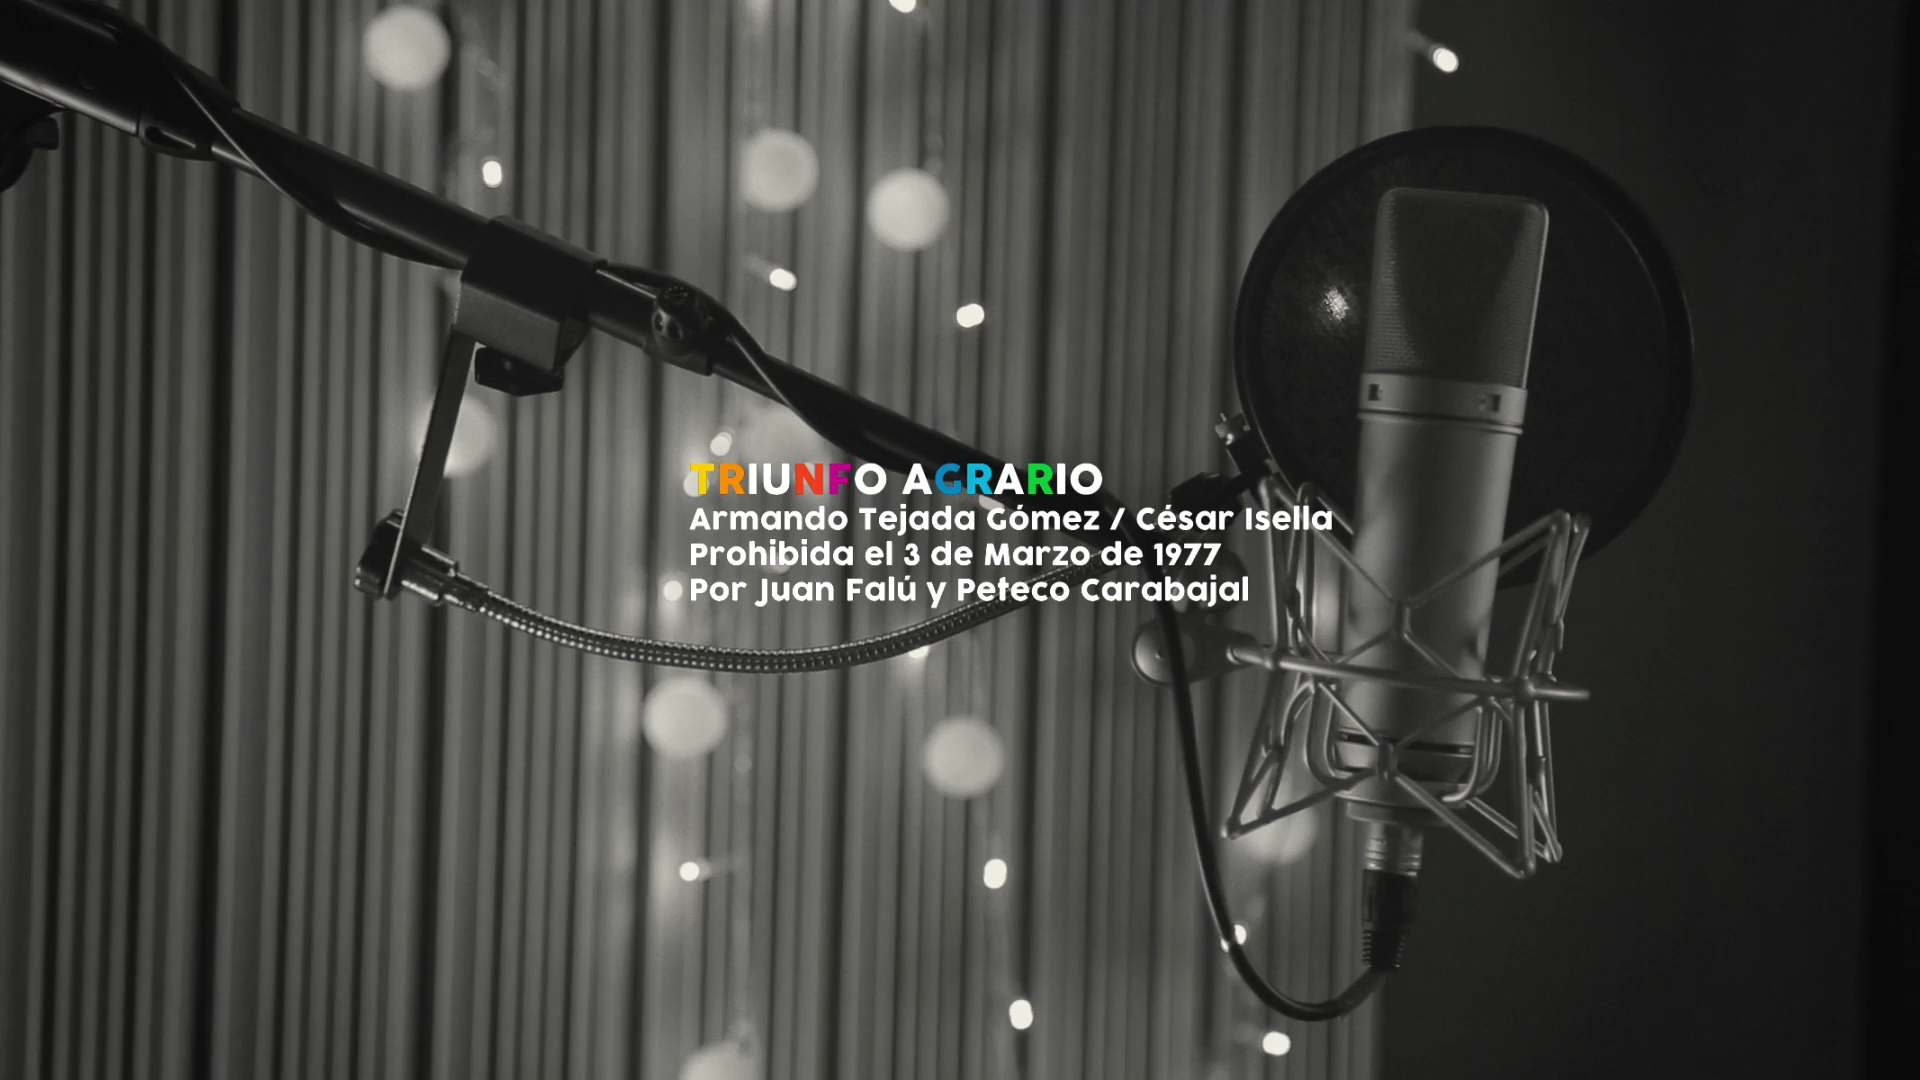 TRIUNFO AGRARIO
Armando Tejada Gómez / César Isella
Prohibida el 3 de Marzo de 1977
Por Juan Falú y Peteco Carabajal